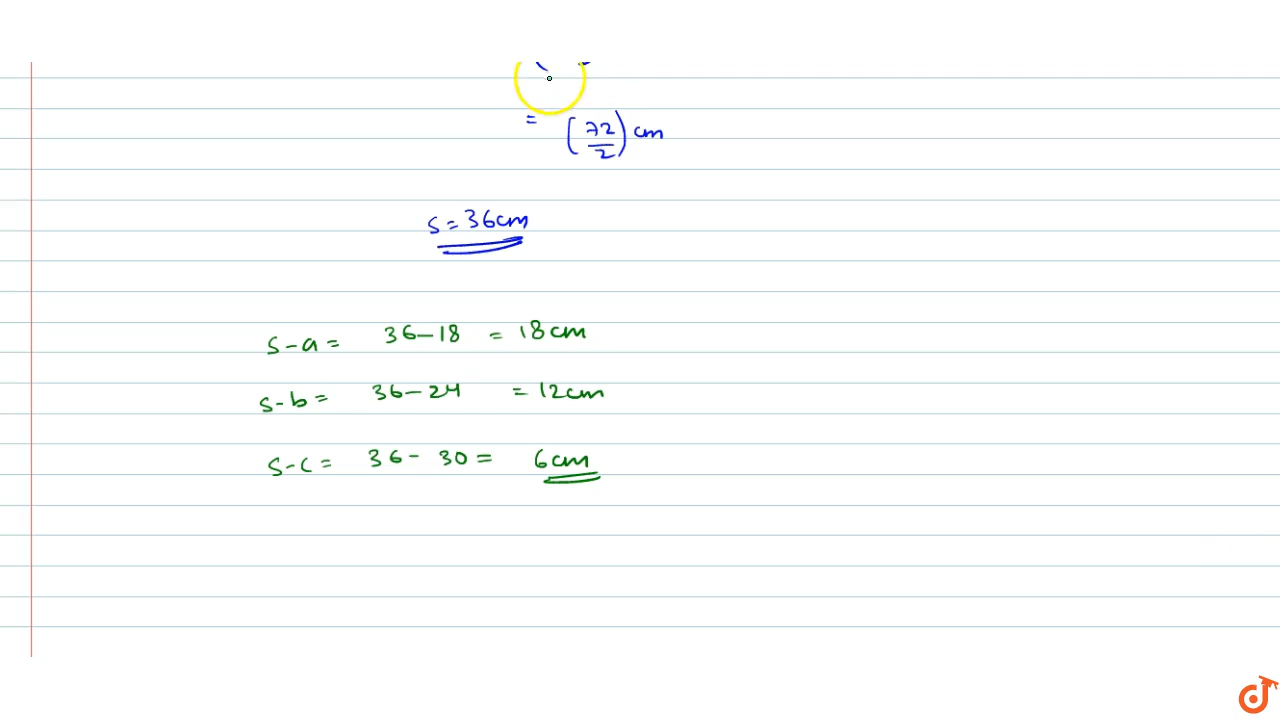 = (72/2) cm
s = 36cm
s-a = 36-18 = 18cm
s-b = 36-24 = 12cm
s-c = 36- 30 = 6cm